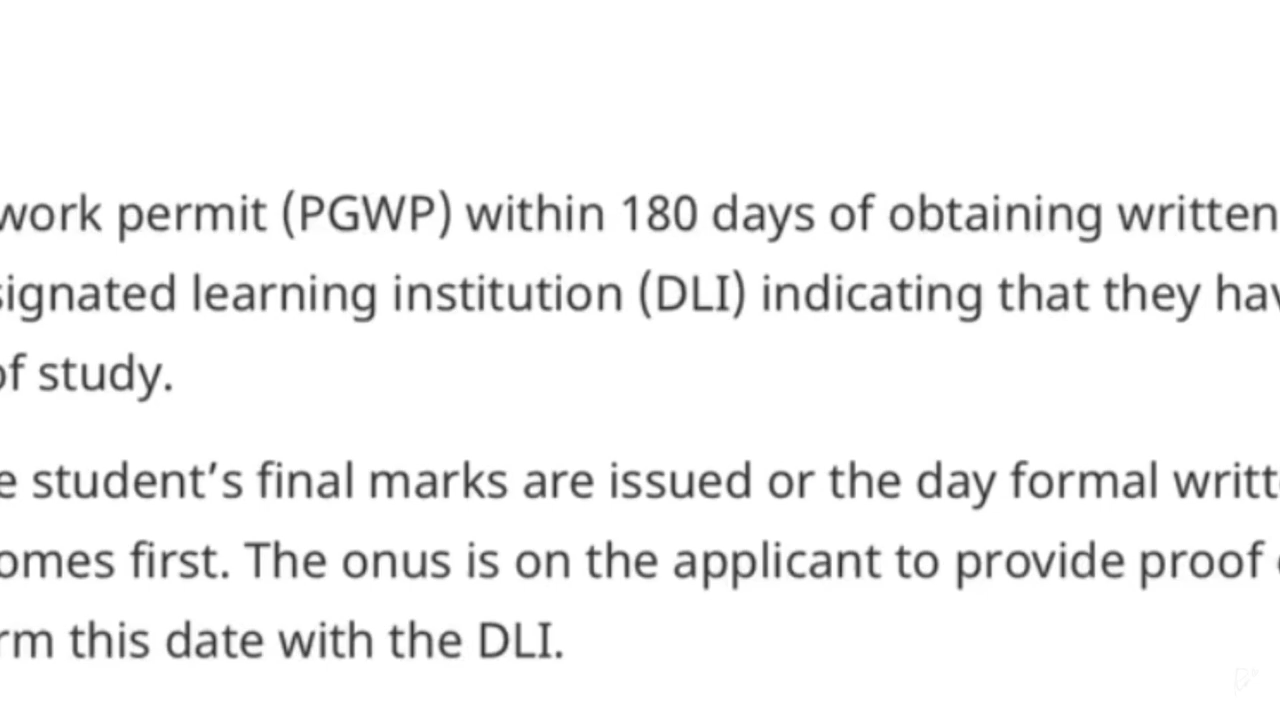 work permit (PGWP) within 180 days of obtaining written
signated learning institution (DLI) indicating that they hav
of study.
e student’s final marks are issued or the day formal writt
omes first. The onus is on the applicant to provide proof
rm this date with the DLI.